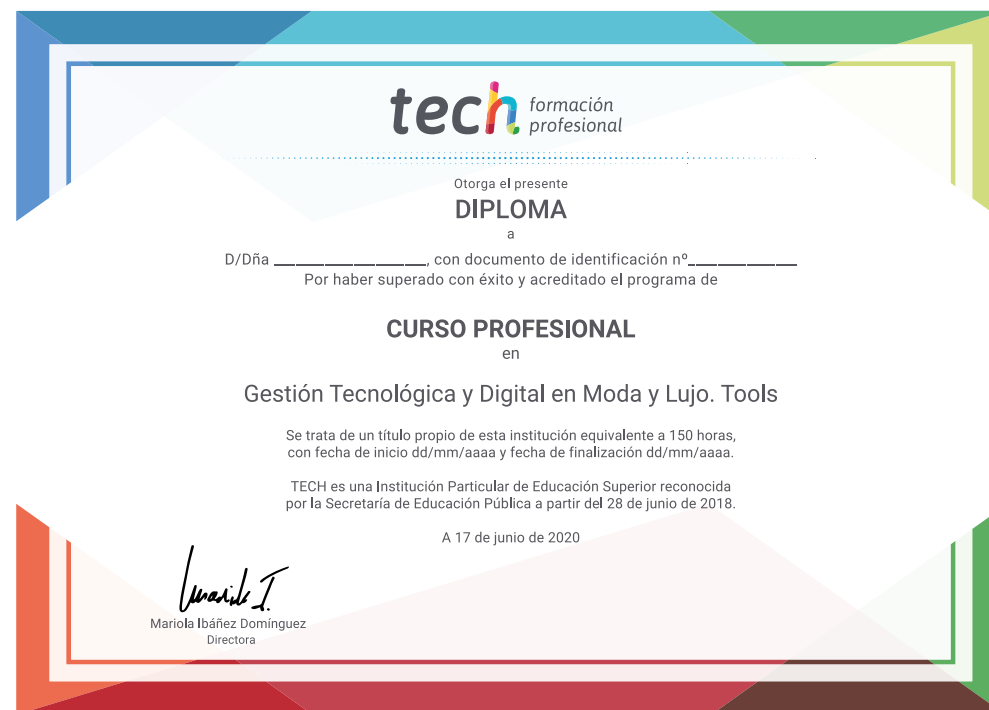 tech formación
profesional
Otorga el presente
DIPLOMA
a
D/Dña ________________, con documento de identificación nº___________
Por haber superado con éxito y acreditado el programa de
CURSO PROFESIONAL
en
Gestión Tecnológica y Digital en Moda y Lujo. Tools
Se trata de un título propio de esta institución equivalente a 150 horas,
con fecha de inicio dd/mm/aaaa y fecha de finalización dd/mm/aaaa.
TECH es una Institución Particular de Educación Superior reconocida
por la Secretaría de Educación Pública a partir del 28 de junio de 2018.
A 17 de junio de 2020
Mariola Ibáñez Domínguez
Directora